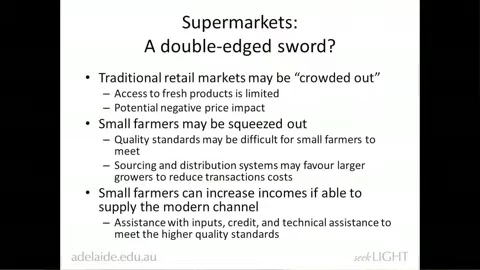 Supermarkets:
A double-edged sword?
• Traditional retail markets may be “crowded out”
– Access to fresh products is limited
– Potential negative price impact
• Small farmers may be squeezed out
– Quality standards may be difficult for small farmers to
meet
– Sourcing and distribution systems may favour larger
growers to reduce transactions costs
• Small farmers can increase incomes if able to
supply the modern channel
– Assistance with inputs, credit, and technical assistance to
meet the higher quality standards
adelaide.edu.au
seek LIGHT